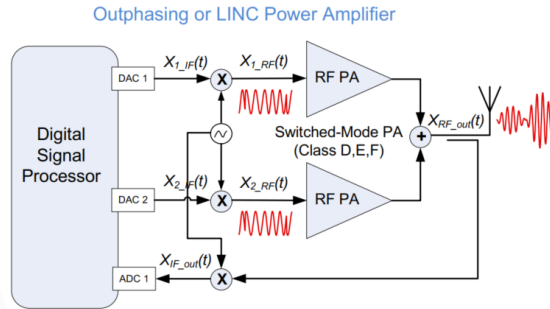 Outphasing or LINC Power Amplifier
DAC 1
X1_IF(t)
X
X1_RF(t)
RF PA
Digital
Signal
Processor
Switched-Mode PA
(Class D,E,F)
+
XRF_out(t)
DAC 2
X2_IF(t)
X
X2_RF(t)
RF PA
ADC 1
XIF_out(t)
X